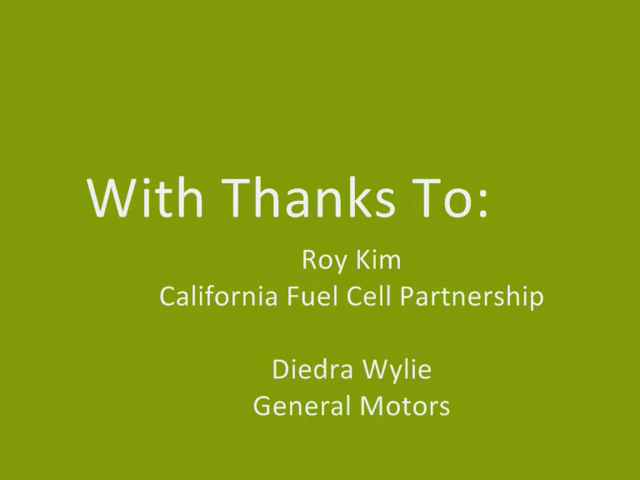 With Thanks To:
Roy Kim
California Fuel Cell Partnership
Diedra Wylie
General Motors